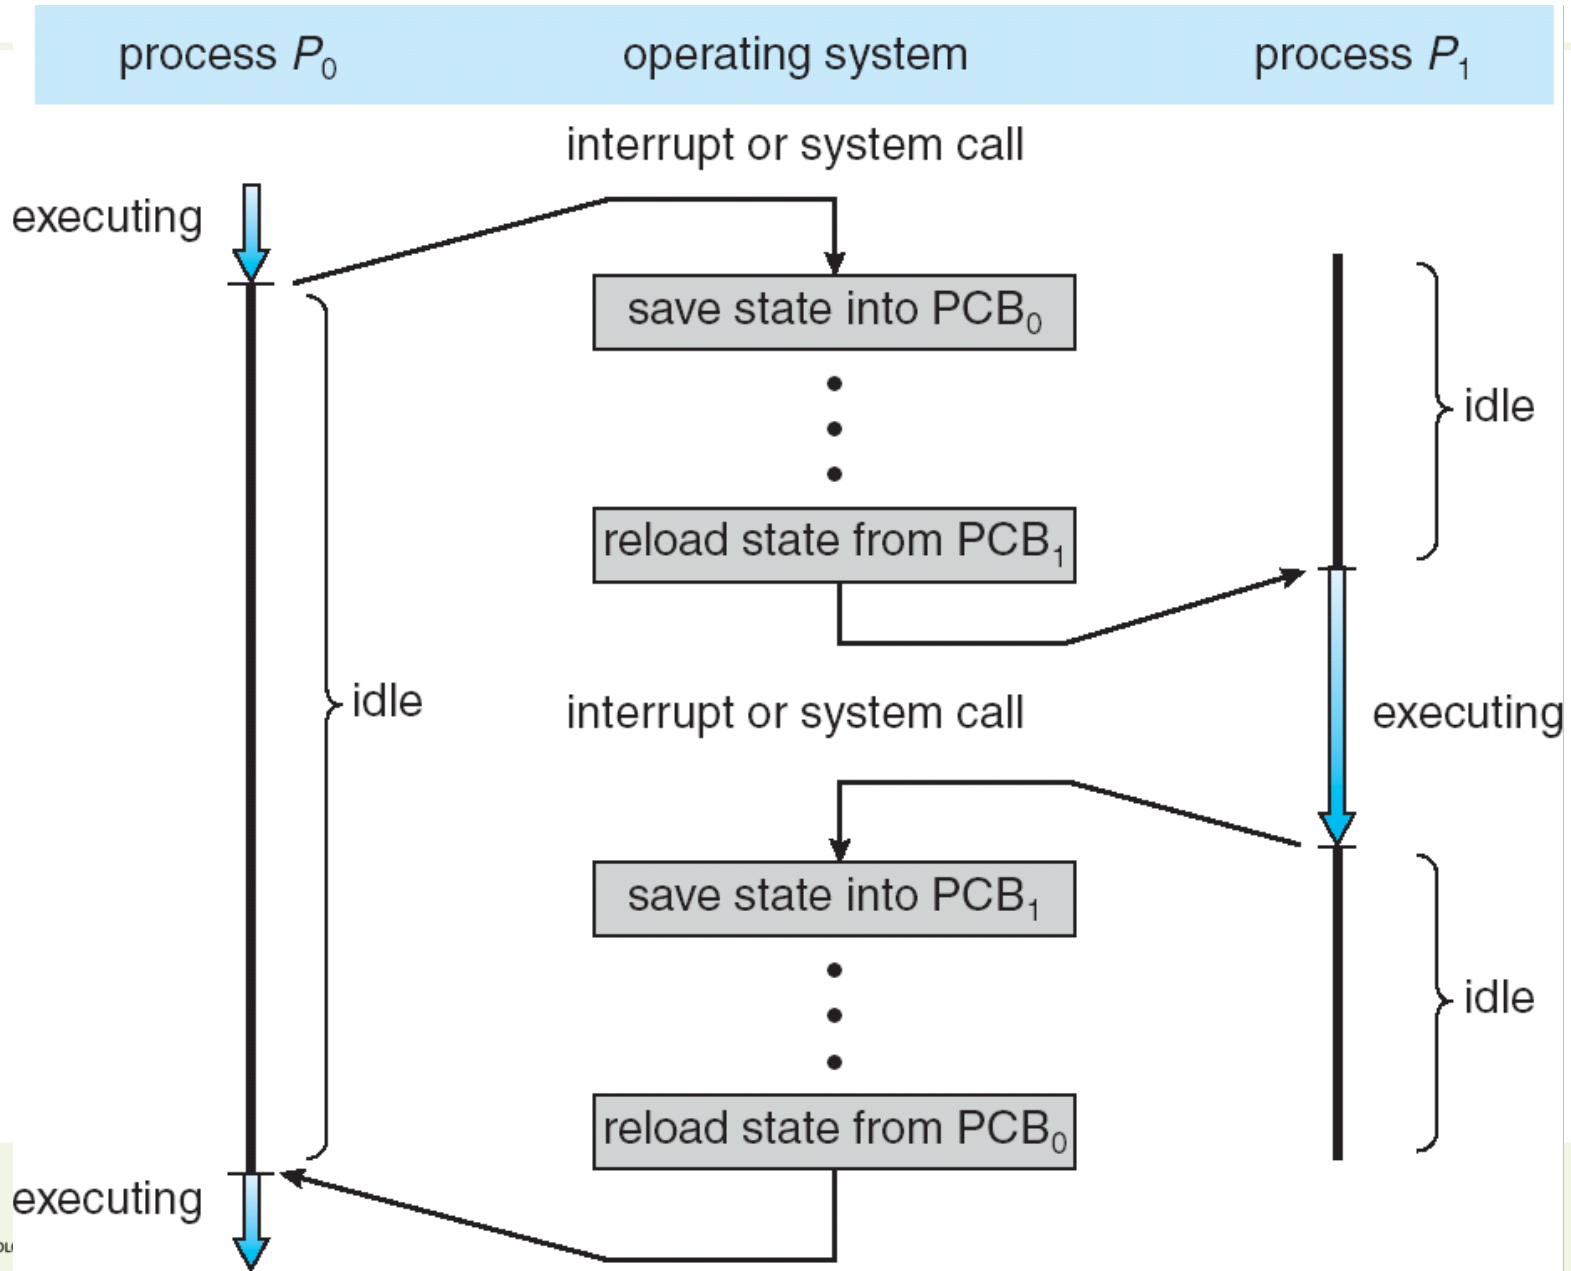 process P0 operating system process P1
interrupt or system call
executing
save state into PCB0
idle
reload state from PCB1
idle
interrupt or system call
executing
save state into PCB1
idle
reload state from PCB0
executing